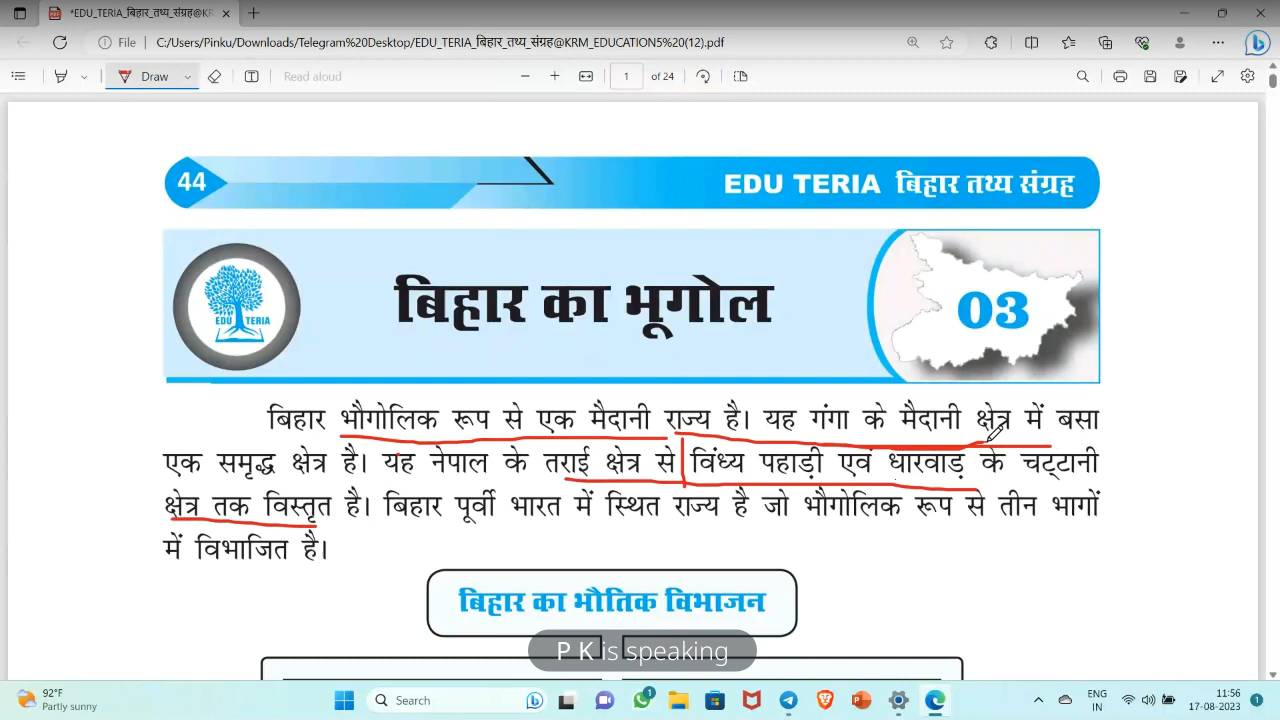 *EDU_TERIA_बिहार_तथ्य_संग्रह@KR
File C:/Users/Pinku/Downloads/Telegram%20Desktop/EDU_TERIA_बिहार_तथ्य_संग्रह@KRM_EDUCATION5%20(12).pdf
Draw Read aloud 1 of 24
44 EDU TERIA बिहार तथ्य संग्रह
EDU TERIA
बिहार का भूगोल
03
बिहार भौगोलिक रूप से एक मैदानी राज्य है। यह गंगा के मैदानी क्षेत्र में बसा
एक समृद्ध क्षेत्र है। यह नेपाल के तराई क्षेत्र से विंध्य पहाड़ी एवं धारवाड़ के चट्टानी
क्षेत्र तक विस्तृत है। बिहार पूर्वी भारत में स्थित राज्य है जो भौगोलिक रूप से तीन भागों
में विभाजित है।
बिहार का भौतिक विभाजन
P K is speaking
92°F
Partly sunny
Search
1
ENG
IN
11:56
17-08-2023
1